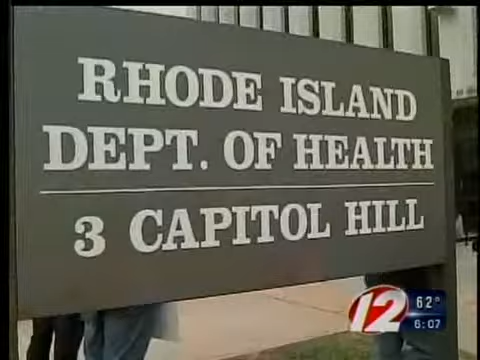 RHODE ISLAND
DEPT. OF HEALTH
3 CAPITOL HILL
12 62°
6:07